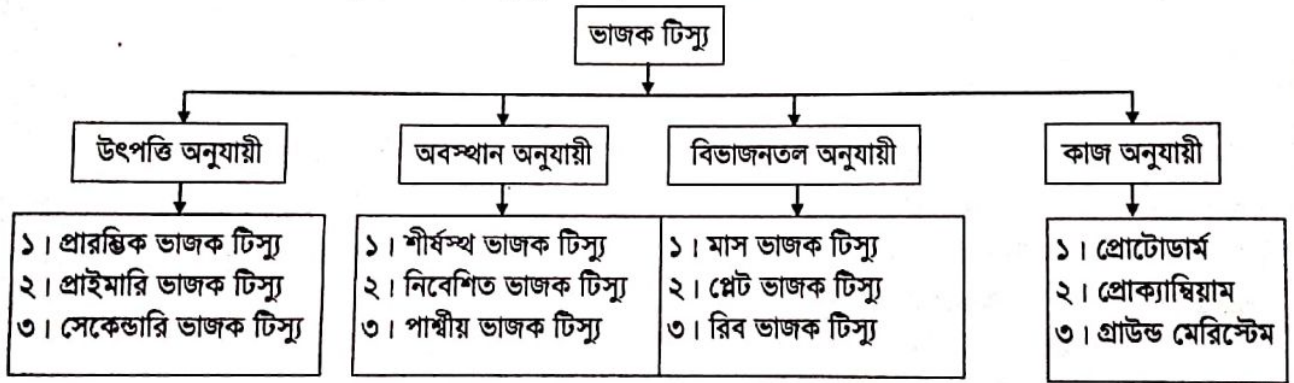 ভাজক টিস্যু
উৎপত্তি অনুযায়ী
অবস্থান অনুযায়ী
বিভাজনতল অনুযায়ী
কাজ অনুযায়ী
১। প্রারম্ভিক ভাজক টিস্যু
২। প্রাইমারি ভাজক টিস্যু
৩। সেকেন্ডারি ভাজক টিস্যু
১। শীর্ষস্থ ভাজক টিস্যু
২। নিবেশিত ভাজক টিস্যু
৩। পার্শ্বীয় ভাজক টিস্যু
১। মাস ভাজক টিস্যু
২। প্লেট ভাজক টিস্যু
৩। রিব ভাজক টিস্যু
১। প্রোটোডার্ম
২। প্রোক্যাম্বিয়াম
৩। গ্রাউন্ড মেরিস্টেম